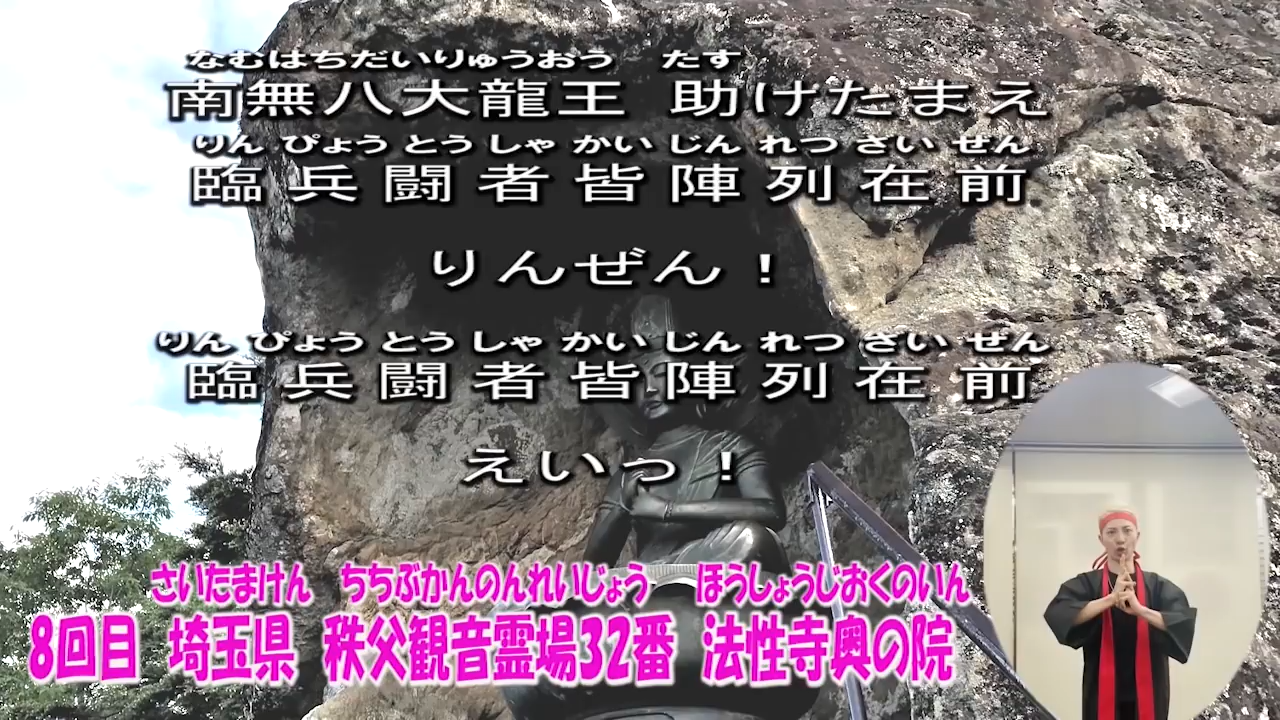 なむはちだいりゅうおう たす
南無八大龍王 助けたまえ
りん ぴょう とう しゃ かい じん れつ ざい ぜん
臨兵闘者皆陣列在前
りんぜん！
りん ぴょう とう しゃ かい じん れつ ざい ぜん
臨兵闘者皆陣列在前
えいっ！
さいたまけん ちちぶかんのんれいじょう ほうしょうじおくのいん
8回目 埼玉県 秩父観音霊場32番 法性寺奥の院